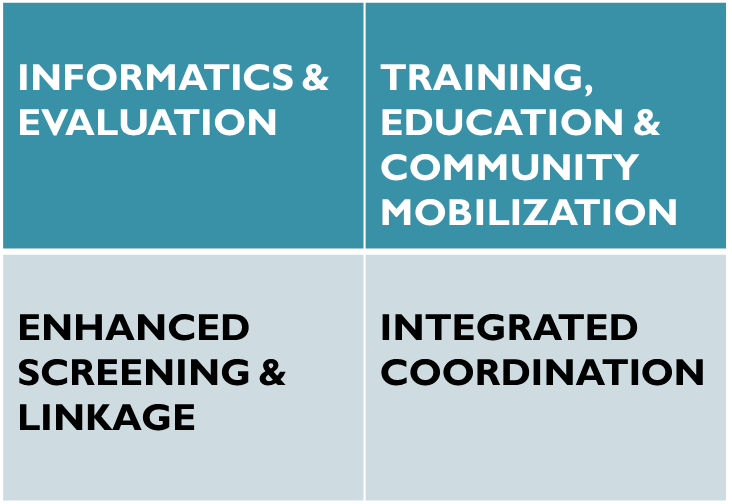 INFORMATICS &
EVALUATION
TRAINING,
EDUCATION &
COMMUNITY
MOBILIZATION
ENHANCED
SCREENING &
LINKAGE
INTEGRATED
COORDINATION